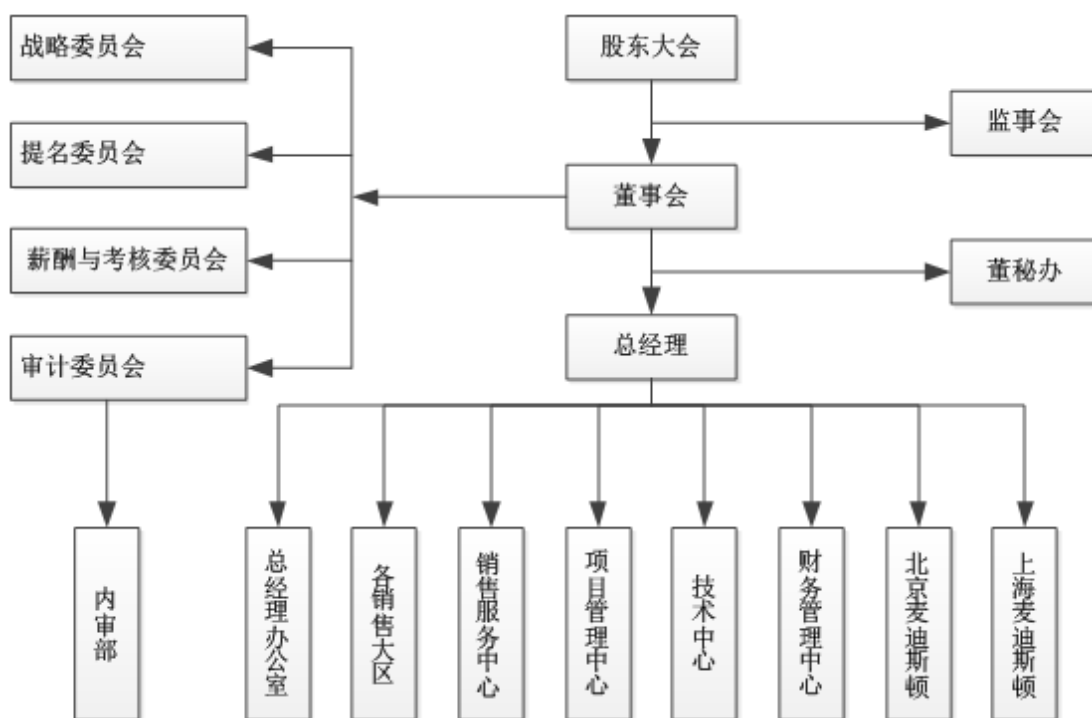 战略委员会
股东大会
监事会
提名委员会
董事会
薪酬与考核委员会
董秘办
总经理
审计委员会
内审部
总经理办公室
各销售大区
销售服务中心
项目管理中心
技术中心
财务管理中心
北京麦迪斯顿
上海麦迪斯顿